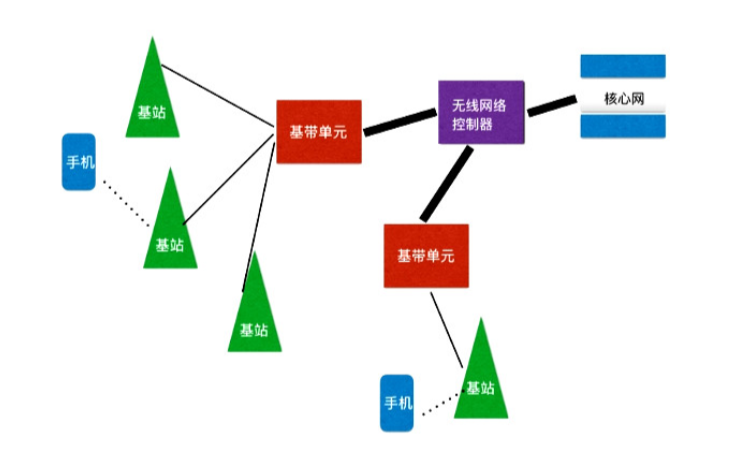 基站
基带单元
无线网络
控制器
核心网
手机
基站
基带单元
基站
手机
基站